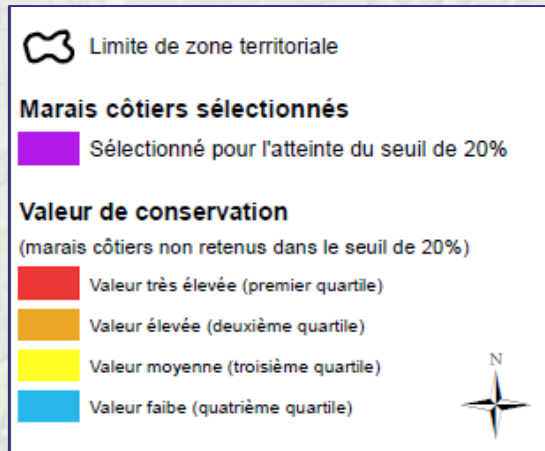 Limite de zone territoriale
Marais côtiers sélectionnés
Sélectionné pour l'atteinte du seuil de 20%
Valeur de conservation
(marais côtiers non retenus dans le seuil de 20%)
Valeur très élevée (premier quartile)
Valeur élevée (deuxième quartile)
Valeur moyenne (troisième quartile)
Valeur faibe (quatrième quartile)
N